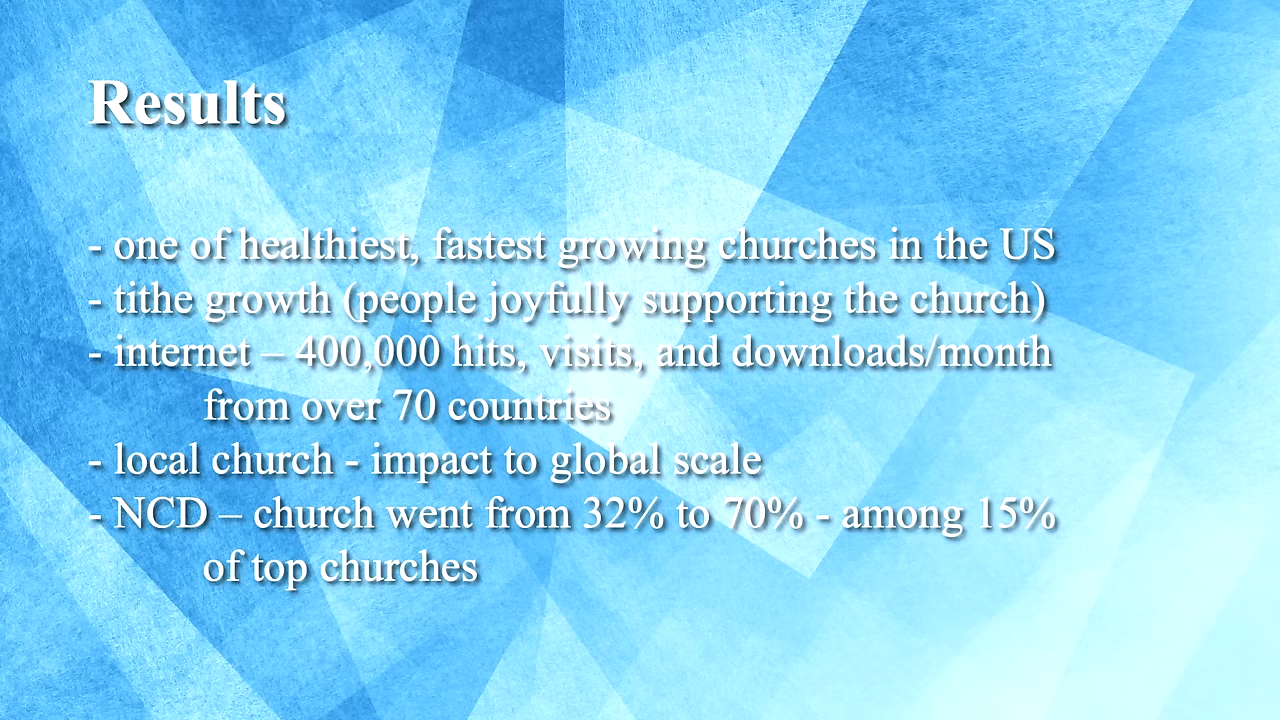 Results
- one of healthiest, fastest growing churches in the US
- tithe growth (people joyfully supporting the church)
- internet – 400,000 hits, visits, and downloads/month
from over 70 countries
- local church - impact to global scale
- NCD – church went from 32% to 70% - among 15%
of top churches